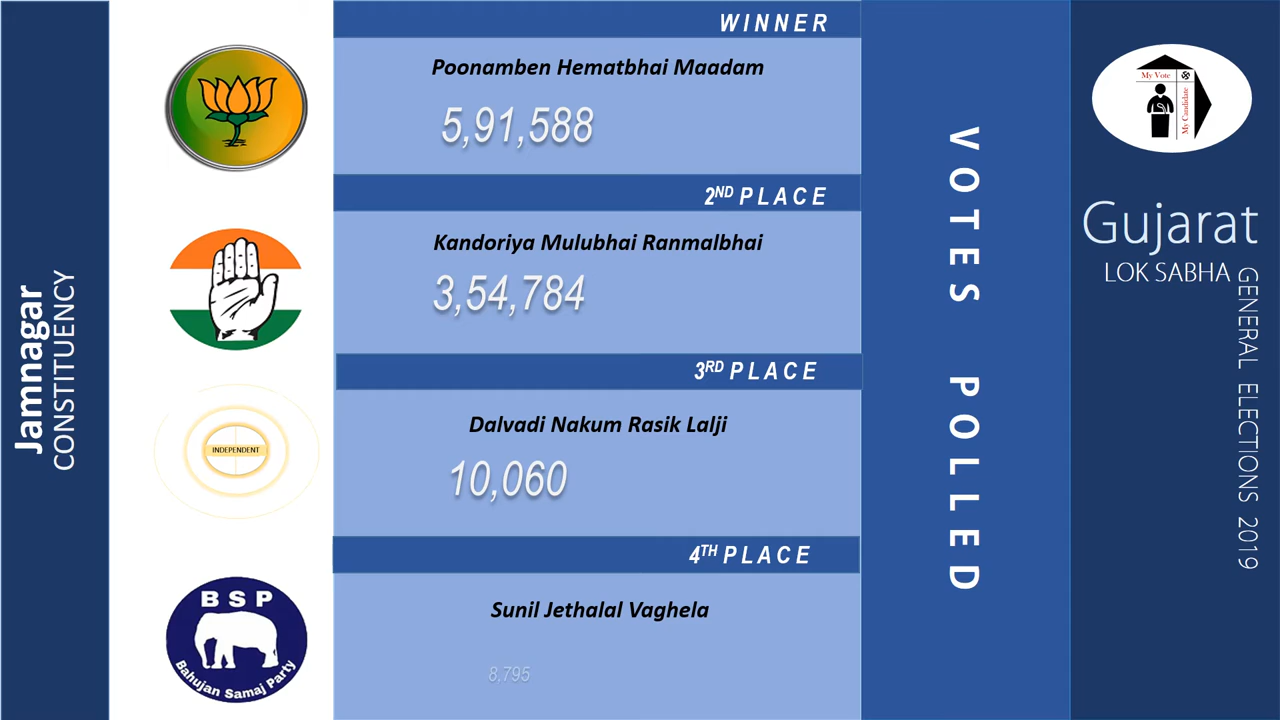 Jamnagar
CONSTITUENCY
WINNER
Poonamben Hematbhai Maadam
5,91,588
2ND PLACE
Kandoriya Mulubhai Ranmalbhai
3,54,784
3RD PLACE
INDEPENDENT
Dalvadi Nakum Rasik Lalji
10,060
4TH PLACE
BSP
Bahujan Samaj Party
Sunil Jethalal Vaghela
8,795
VOTES POLLED
My Vote
My Candidate
Gujarat
LOK SABHA
GENERAL ELECTIONS 2019